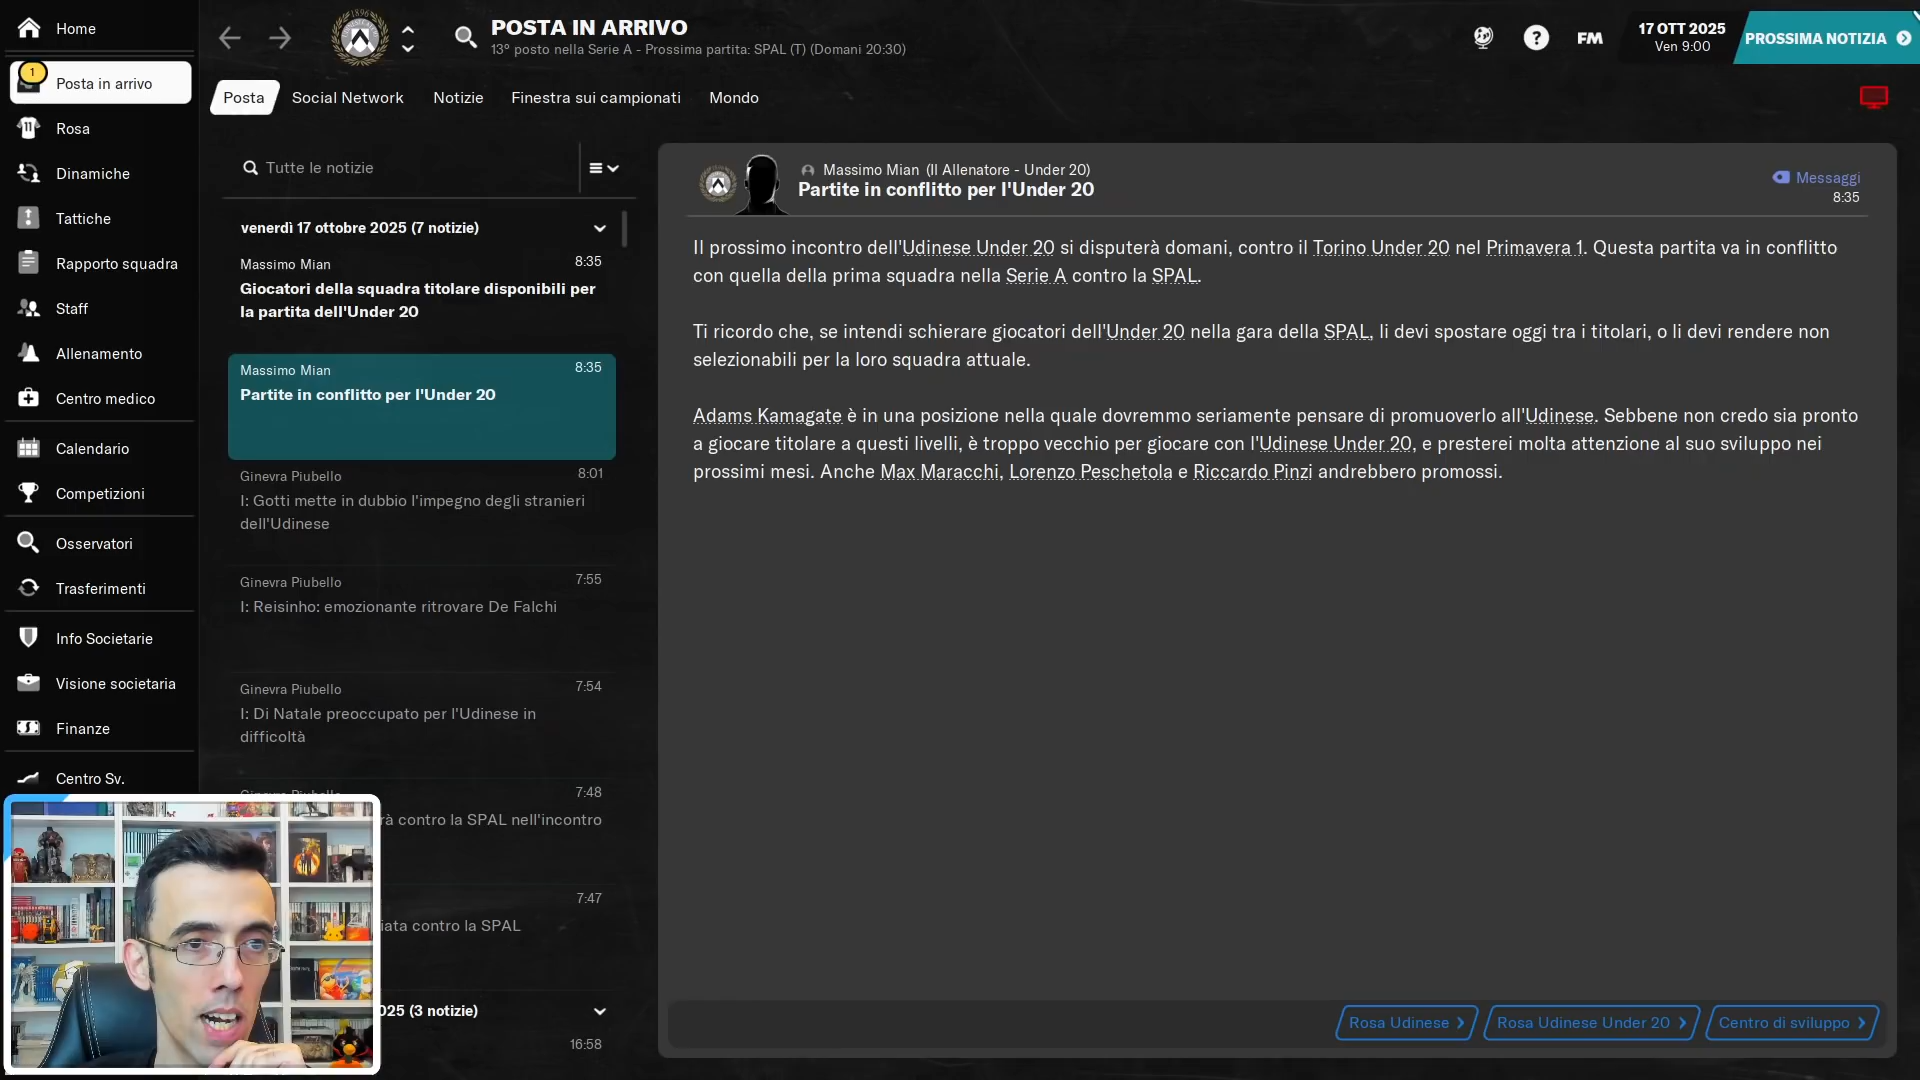 Home
1
Posta in arrivo
Rosa
Dinamiche
Tattiche
Rapporto squadra
Staff
Allenamento
Centro medico
Calendario
Competizioni
Osservatori
Trasferimenti
Info Societarie
Visione societaria
Finanze
Centro Sv.
1896
POSTA IN ARRIVO
13° posto nella Serie A - Prossima partita: SPAL (T) (Domani 20:30)
?
FM
17 OTT 2025
Ven 9:00
PROSSIMA NOTIZIA
Posta
Social Network
Notizie
Finestra sui campionati
Mondo
Tutte le notizie
venerdì 17 ottobre 2025 (7 notizie)
Massimo Mian
8:35
Giocatori della squadra titolare disponibili per
la partita dell'Under 20
Massimo Mian
8:35
Partite in conflitto per l'Under 20
Ginevra Piubello
8:01
I: Gotti mette in dubbio l'impegno degli stranieri
dell'Udinese
Ginevra Piubello
7:55
I: Reisinho: emozionante ritrovare De Falchi
Ginevra Piubello
7:54
I: Di Natale preoccupato per l'Udinese in
difficoltà
Ginevra Piubello
7:48
rà contro la SPAL nell'incontro
7:47
iata contro la SPAL
025 (3 notizie)
16:58
Massimo Mian (Il Allenatore - Under 20)
Partite in conflitto per l'Under 20
Messaggi
8:35
Il prossimo incontro dell'Udinese Under 20 si disputerà domani, contro il Torino Under 20 nel Primavera 1. Questa partita va in conflitto
con quella della prima squadra nella Serie A contro la SPAL.
Ti ricordo che, se intendi schierare giocatori dell'Under 20 nella gara della SPAL, li devi spostare oggi tra i titolari, o li devi rendere non
selezionabili per la loro squadra attuale.
Adams Kamagate è in una posizione nella quale dovremmo seriamente pensare di promuoverlo all'Udinese. Sebbene non credo sia pronto
a giocare titolare a questi livelli, è troppo vecchio per giocare con l'Udinese Under 20, e presterei molta attenzione al suo sviluppo nei
prossimi mesi. Anche Max Maracchi, Lorenzo Peschetola e Riccardo Pinzi andrebbero promossi.
Rosa Udinese
Rosa Udinese Under 20
Centro di sviluppo